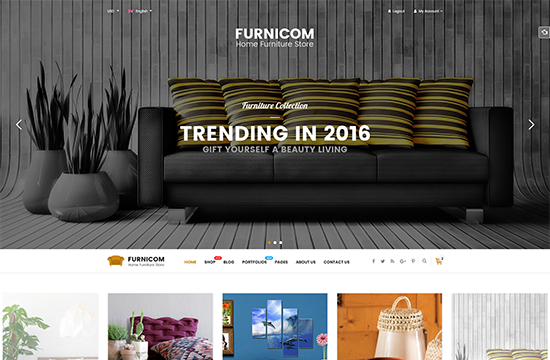 USD
English
Logout
My Account
FURNICOM
Home Furniture Store
Furniture Collection
TRENDING IN 2016
GIFT YOURSELF A BEAUTY LIVING
FURNICOM
Home Furniture Store
HOME
SHOP
BLOG
PORTFOLIOS
PAGES
ABOUT US
CONTACT US